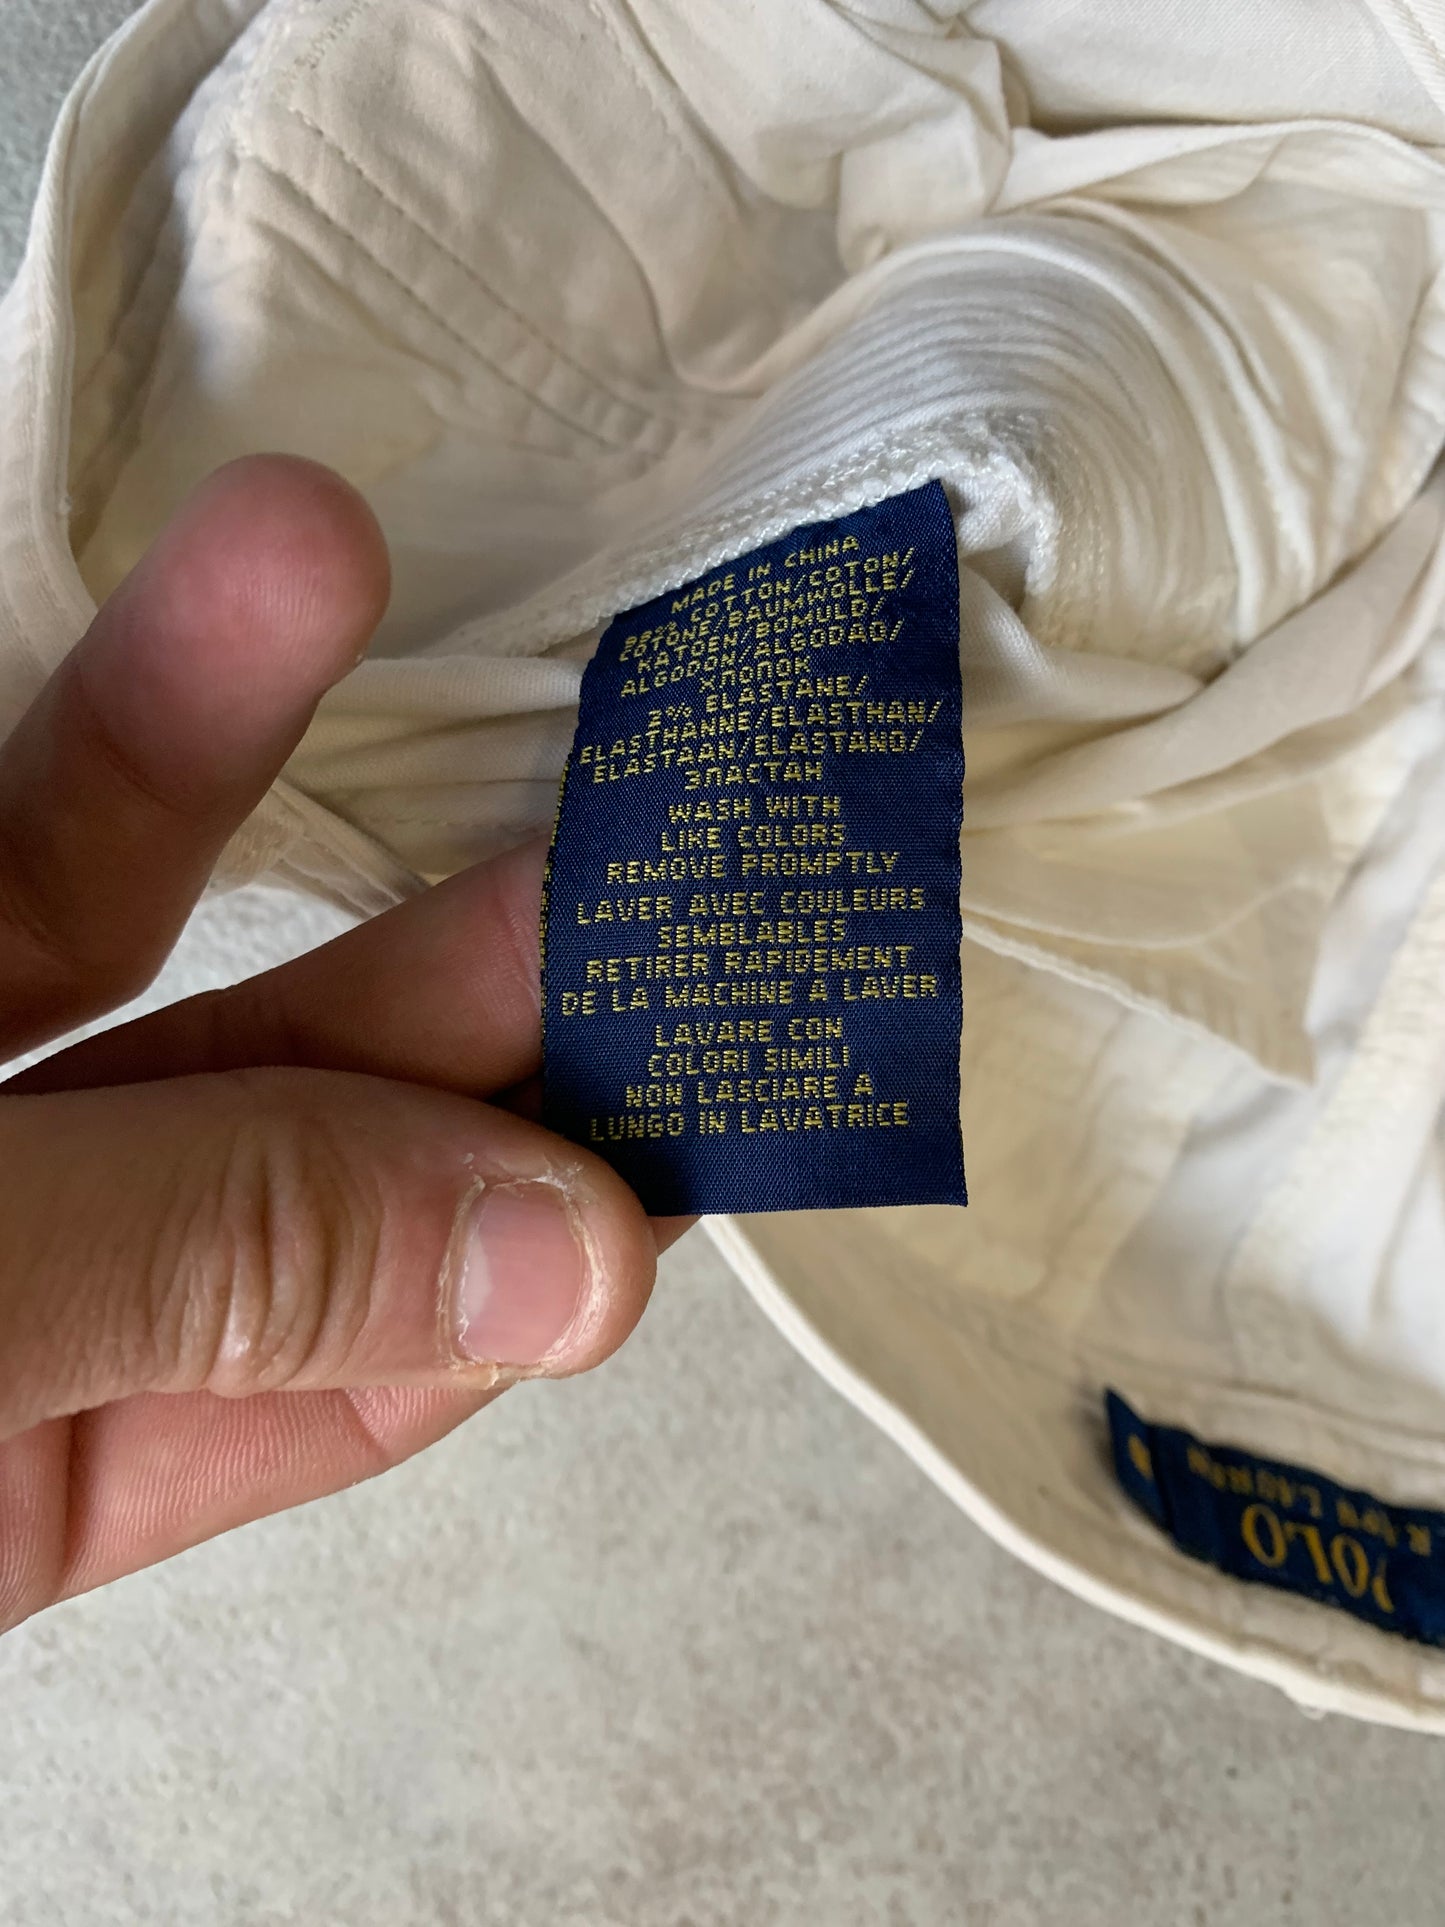 MADE IN CHINA
COTTON/COTON/
COTONE/BAUMWOLLE/
KATOEN/BOMULD/
ALGODON/ALGODAO/
ХЛОПОК
3% ELASTANE/
ELASTHANNE/ELASTHAN/
ELASTAAN/ELASTANO/
ЭЛАСТАН
WASH WITH
LIKE COLORS
REMOVE PROMPTLY
LAVER AVEC COULEURS
SEMBLABLES
RETIRER RAPIDEMENT
DE LA MACHINE A LAVER
LAVARE CON
COLORI SIMILI
NON LASCIARE A
LUNGO IN LAVATRICE
POLO
RALPH LAUREN